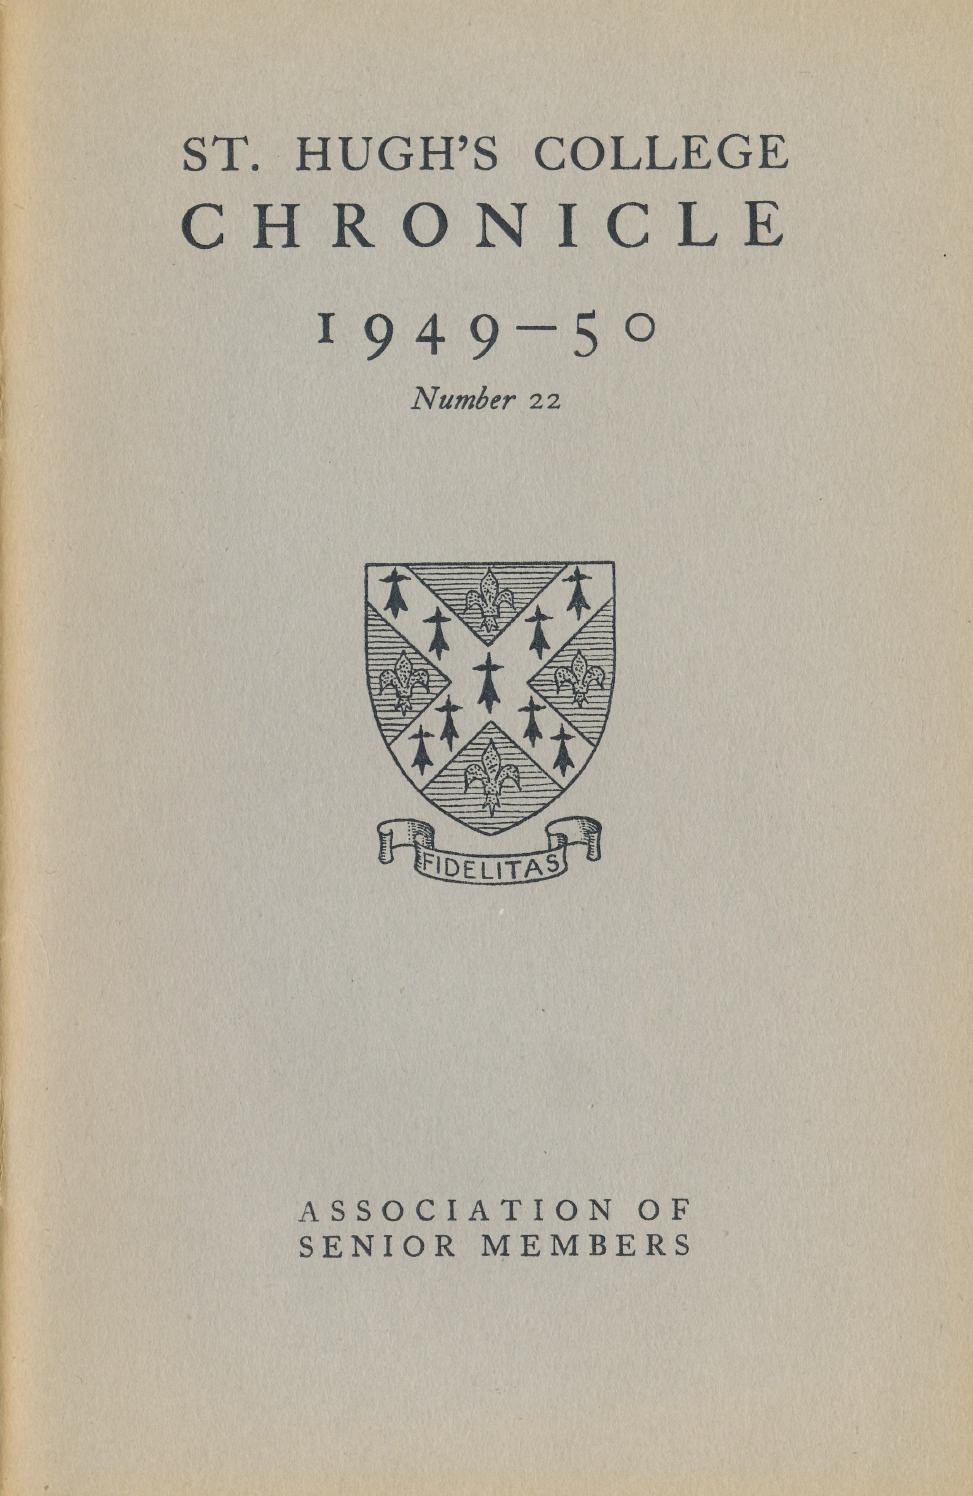 ST. HUGH'S COLLEGE
CHRONICLE
1949–50
Number 22
FIDELITAS
ASSOCIATION OF
SENIOR MEMBERS